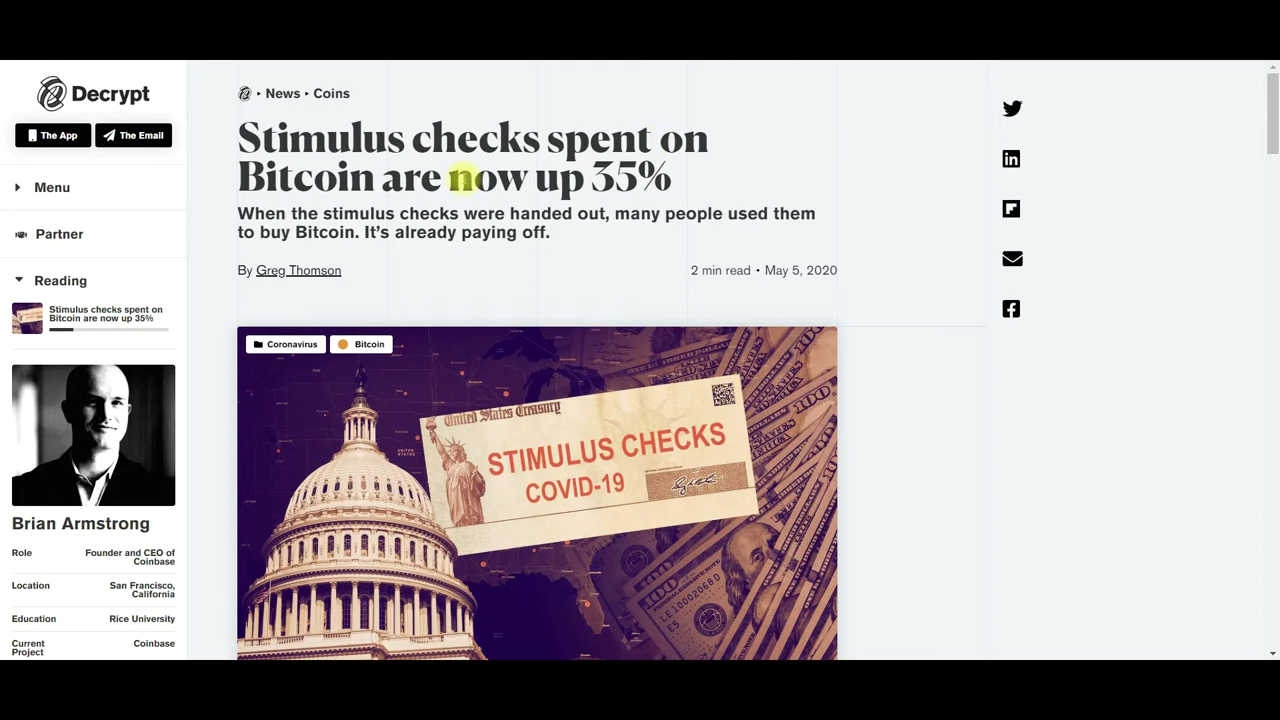 Decrypt
The App
The Email
Menu
Partner
Reading
Stimulus checks spent on
Bitcoin are now up 35%
Brian Armstrong
Role
Founder and CEO of
Coinbase
Location
San Francisco,
California
Education
Rice University
Current
Project
Coinbase
News
Coins
Stimulus checks spent on
Bitcoin are now up 35%
When the stimulus checks were handed out, many people used them
to buy Bitcoin. It’s already paying off.
By Greg Thomson
2 min read • May 5, 2020
Coronavirus
Bitcoin
United States Treasury
STIMULUS CHECKS
COVID-19
100
100
LE10002068D
E5